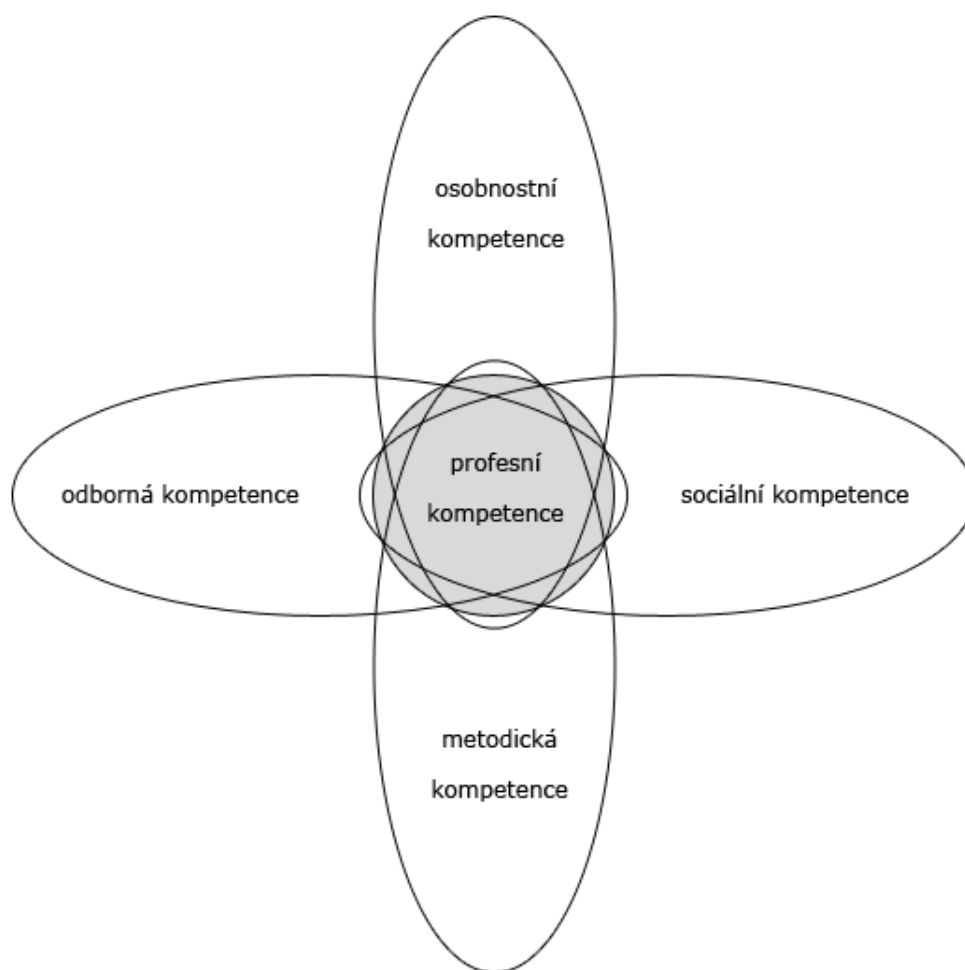 osobnostní
kompetence
profesní
kompetence
odborná kompetence
sociální kompetence
metodická
kompetence